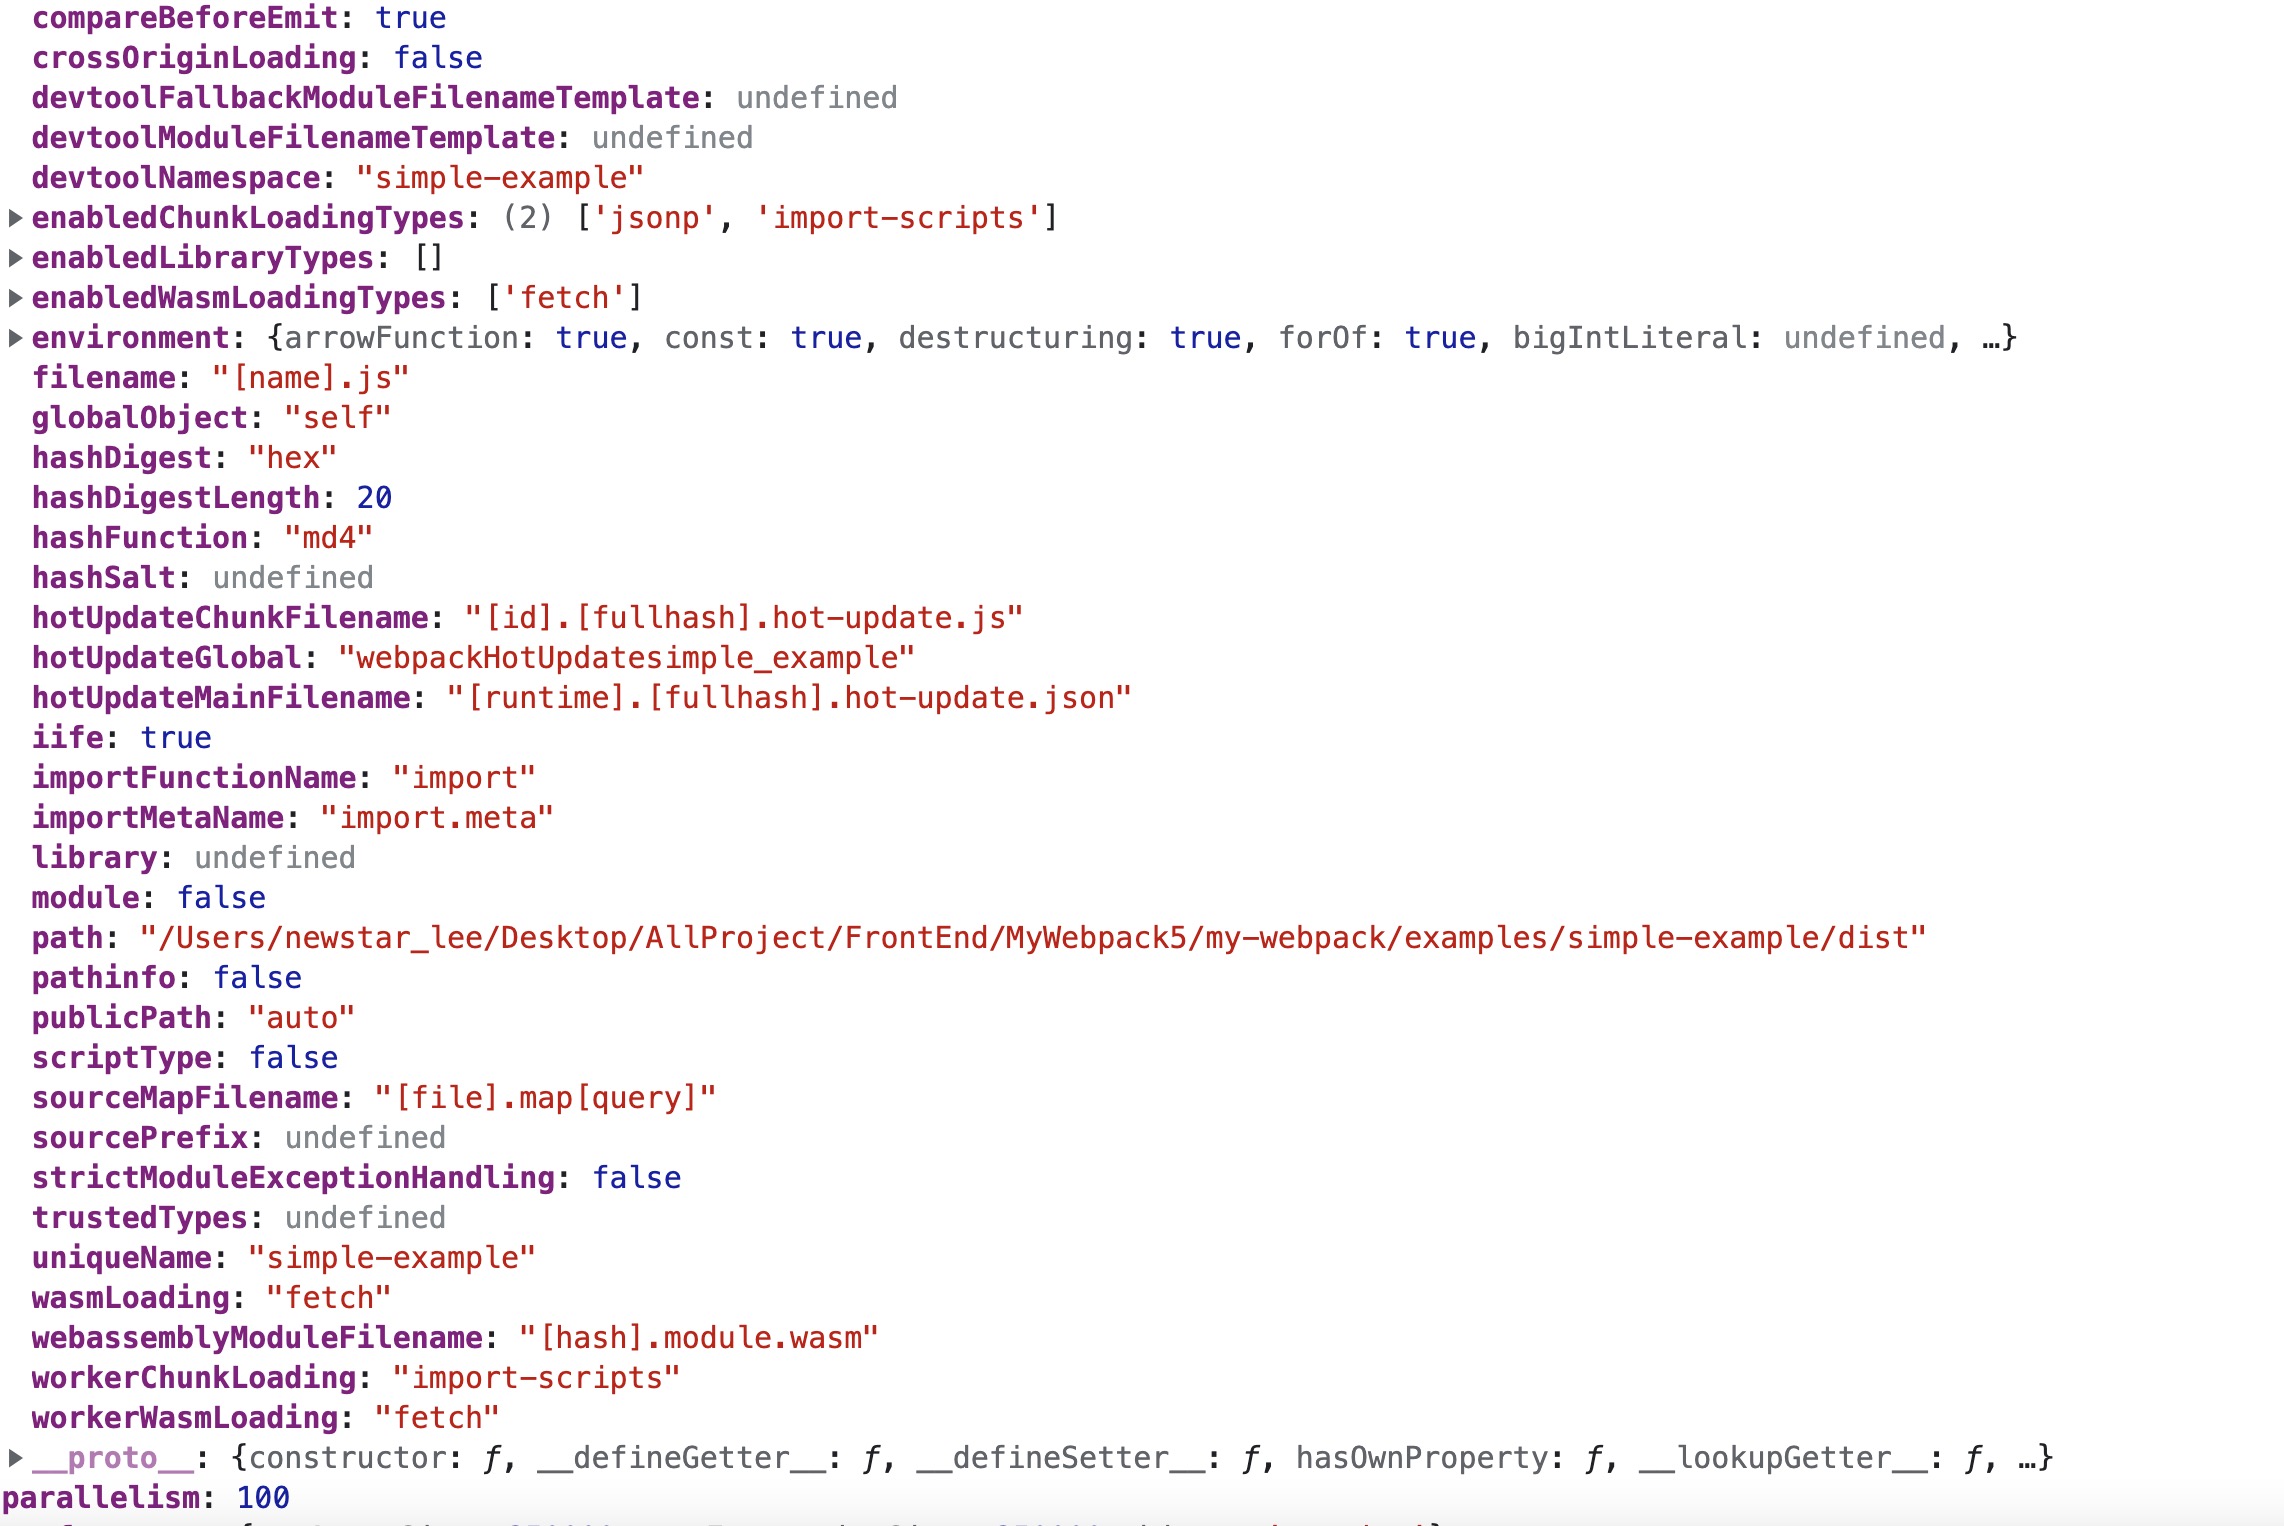 compareBeforeEmit: true
crossOriginLoading: false
devtoolFallbackModuleFilenameTemplate: undefined
devtoolModuleFilenameTemplate: undefined
devtoolNamespace: "simple-example"
enabledChunkLoadingTypes: (2) ['jsonp', 'import-scripts']
enabledLibraryTypes: []
enabledWasmLoadingTypes: ['fetch']
environment: {arrowFunction: true, const: true, destructuring: true, forOf: true, bigIntLiteral: undefined, …}
filename: "[name].js"
globalObject: "self"
hashDigest: "hex"
hashDigestLength: 20
hashFunction: "md4"
hashSalt: undefined
hotUpdateChunkFilename: "[id].[fullhash].hot-update.js"
hotUpdateGlobal: "webpackHotUpdatesimple_example"
hotUpdateMainFilename: "[runtime].[fullhash].hot-update.json"
iife: true
importFunctionName: "import"
importMetaName: "import.meta"
library: undefined
module: false
path: "/Users/newstar_lee/Desktop/AllProject/FrontEnd/MyWebpack5/my-webpack/examples/simple-example/dist"
pathinfo: false
publicPath: "auto"
scriptType: false
sourceMapFilename: "[file].map[query]"
sourcePrefix: undefined
strictModuleExceptionHandling: false
trustedTypes: undefined
uniqueName: "simple-example"
wasmLoading: "fetch"
webassemblyModuleFilename: "[hash].module.wasm"
workerChunkLoading: "import-scripts"
workerWasmLoading: "fetch"
__proto__: {constructor: ƒ, __defineGetter__: ƒ, __defineSetter__: ƒ, hasOwnProperty: ƒ, __lookupGetter__: ƒ, …}
parallelism: 100